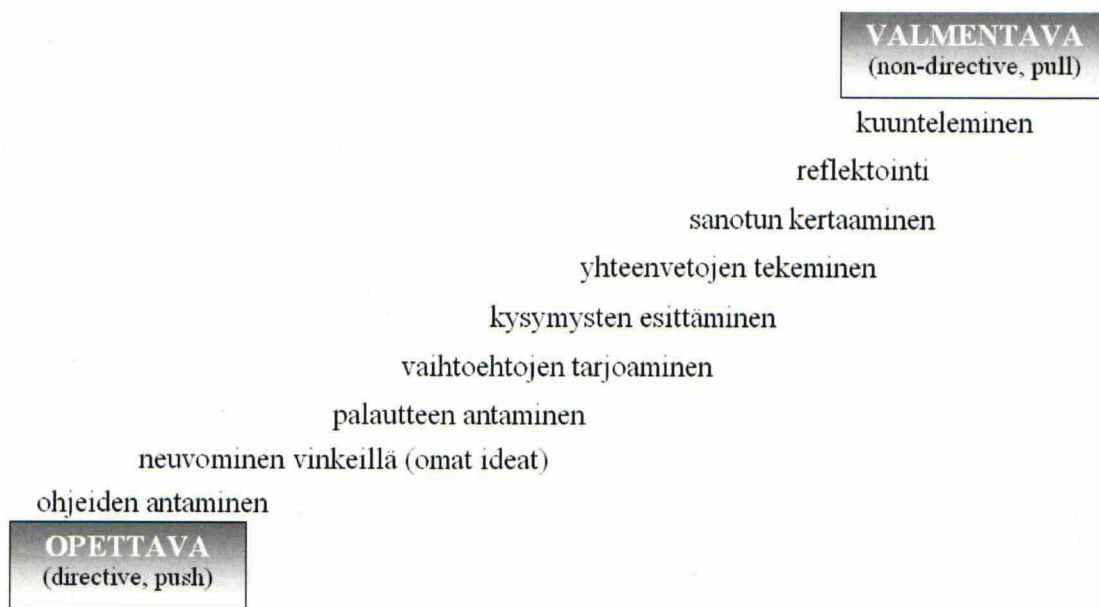 VALMENTAVA
(non-directive, pull)
kuunteleminen
reflektointi
sanotun kertaaminen
yhteenvetojen tekeminen
kysymysten esittäminen
vaihtoehtojen tarjoaminen
palautteen antaminen
neuvominen vinkeillä (omat ideat)
ohjeiden antaminen
OPETTAVA
(directive, push)